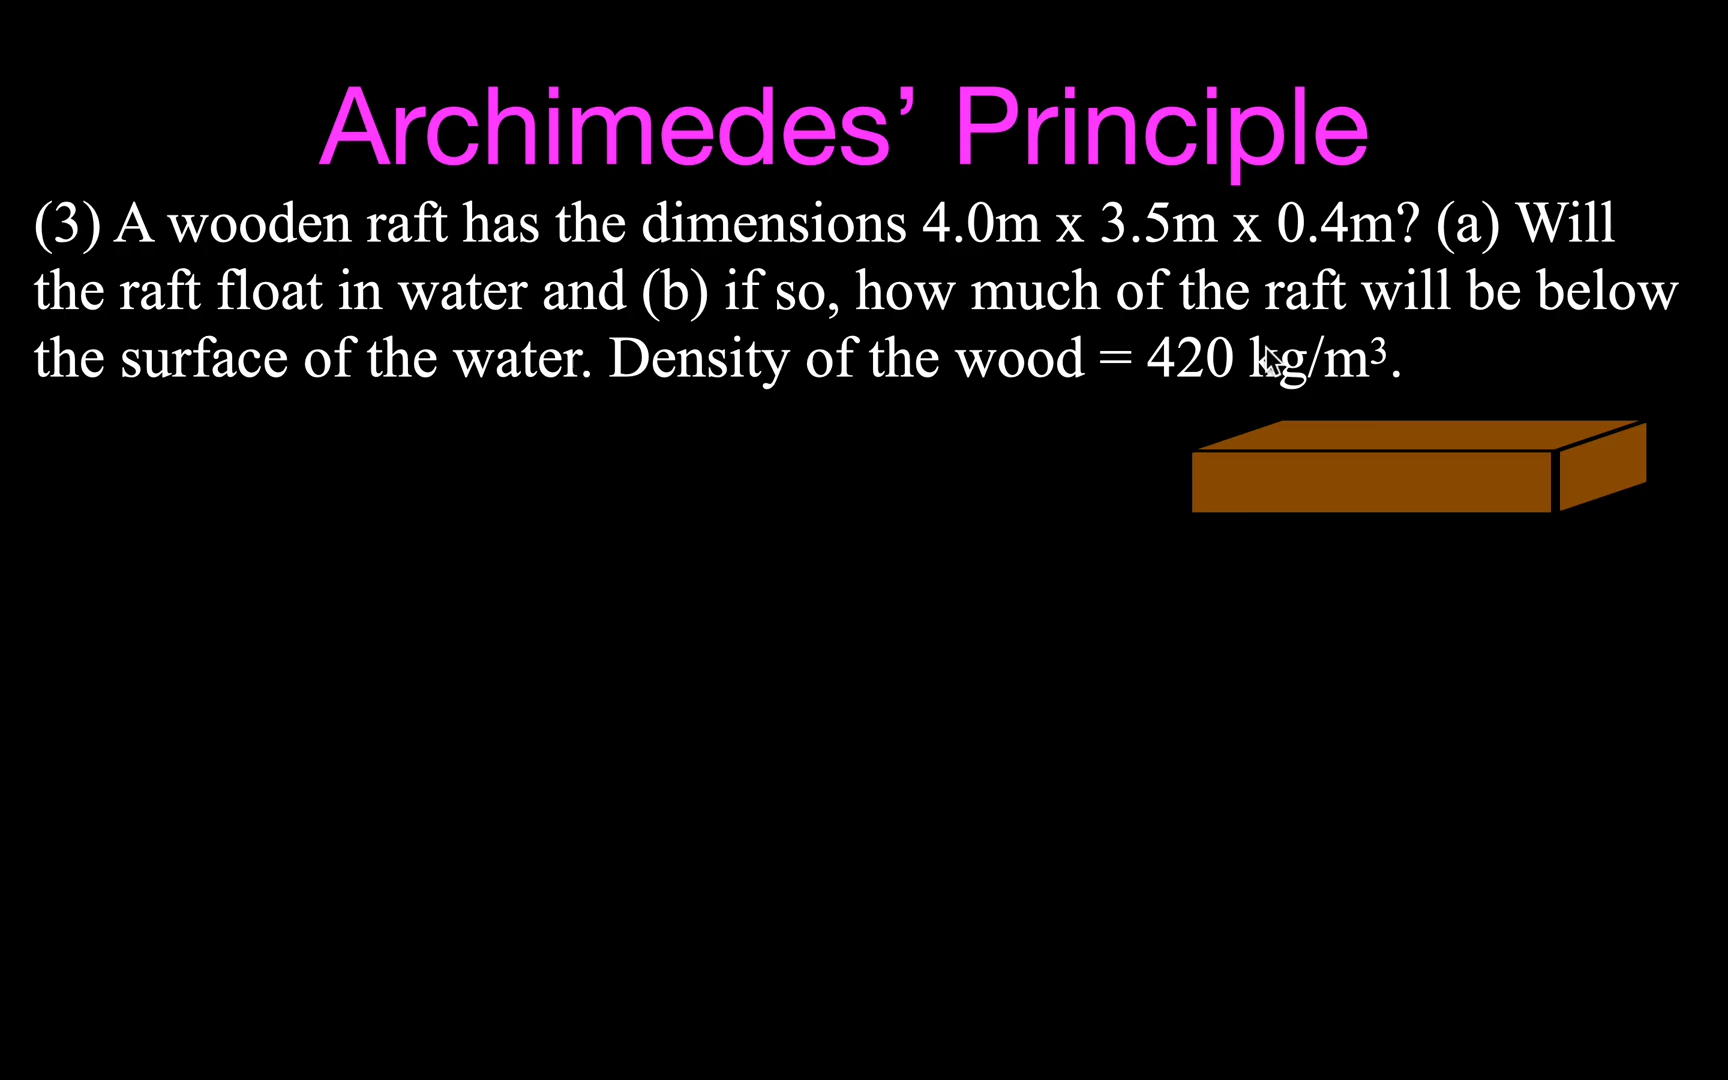 Archimedes’ Principle
(3) A wooden raft has the dimensions 4.0m x 3.5m x 0.4m? (a) Will
the raft float in water and (b) if so, how much of the raft will be below
the surface of the water. Density of the wood = 420 kg/m³.